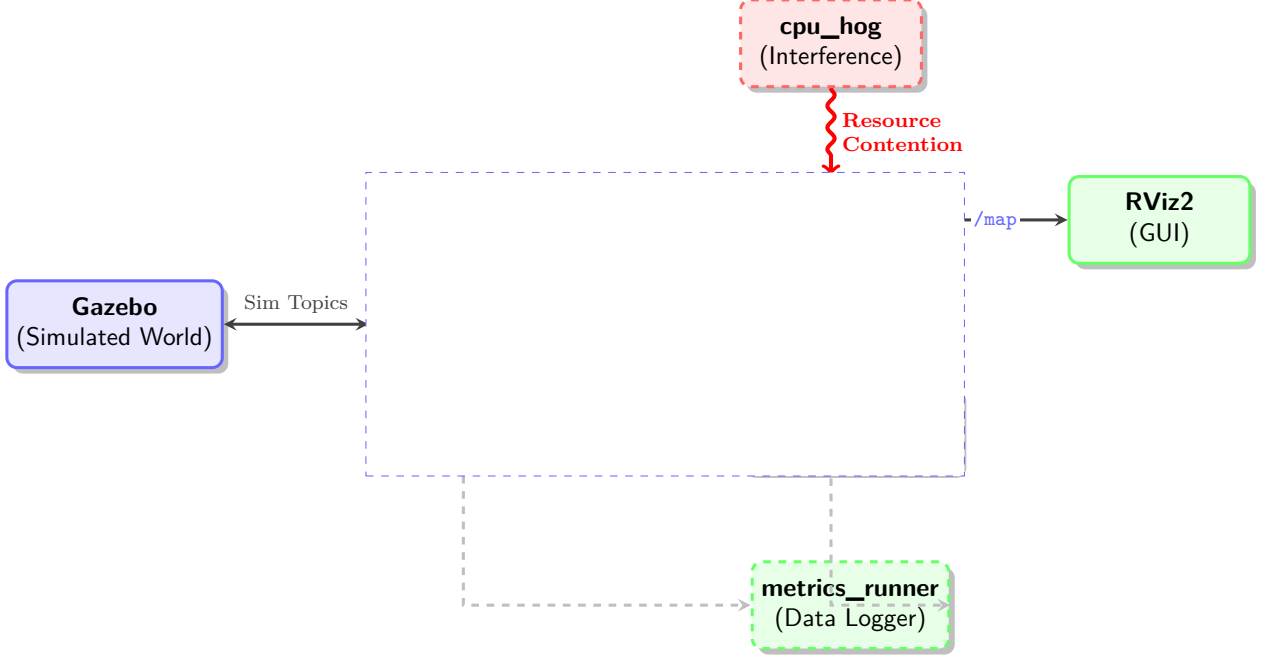 cpu_hog
(Interference)
Resource
Contention
/map
RViz2
(GUI)
Gazebo
(Simulated World)
Sim Topics
metrics_runner
(Data Logger)